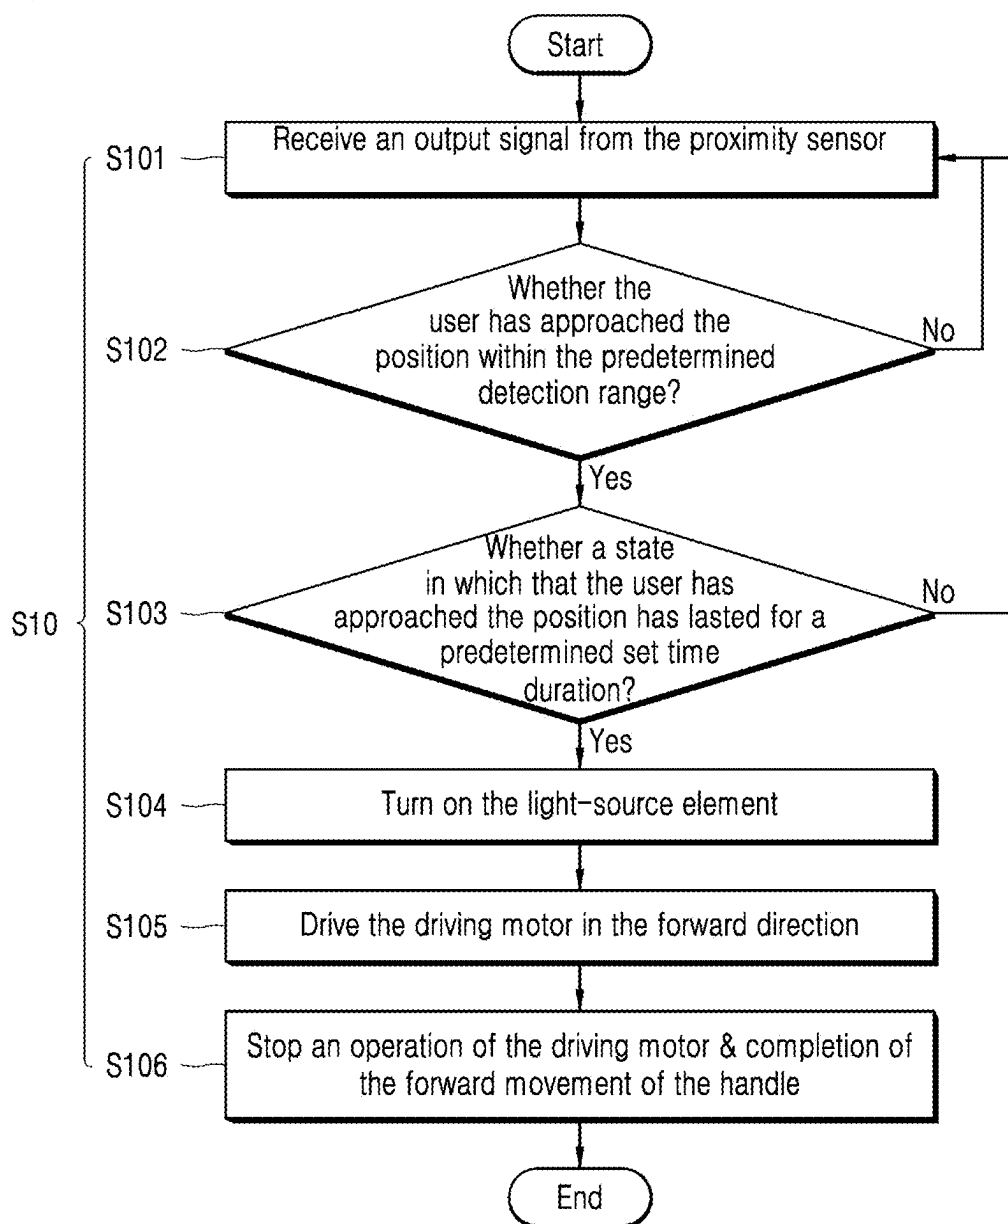 Start
S101
Receive an output signal from the proximity sensor
S102
Whether the
user has approached the
position within the predetermined
detection range?
No
Yes
S10
S103
Whether a state
in which that the user has
approached the position has lasted for a
predetermined set time
duration?
No
Yes
S104
Turn on the light-source element
S105
Drive the driving motor in the forward direction
S106
Stop an operation of the driving motor & completion of
the forward movement of the handle
End